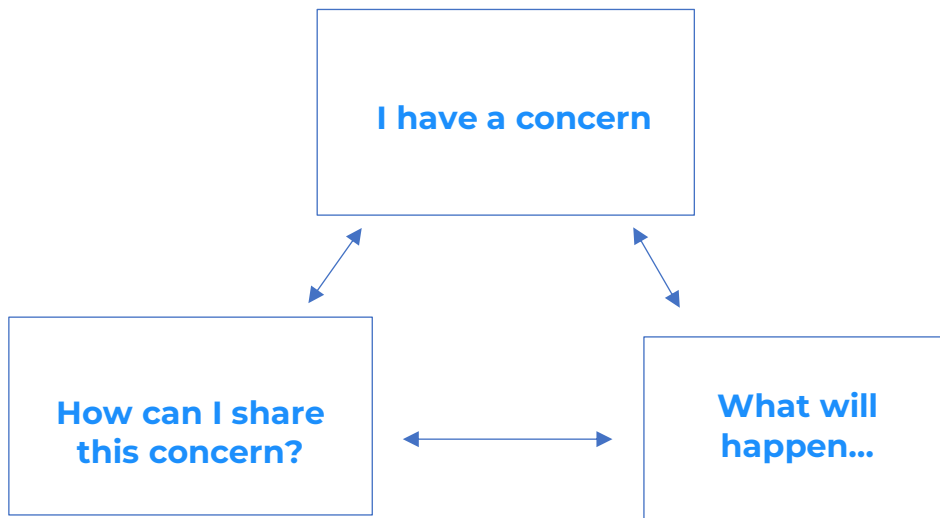 I have a concern
How can I share
this concern?
What will
happen...